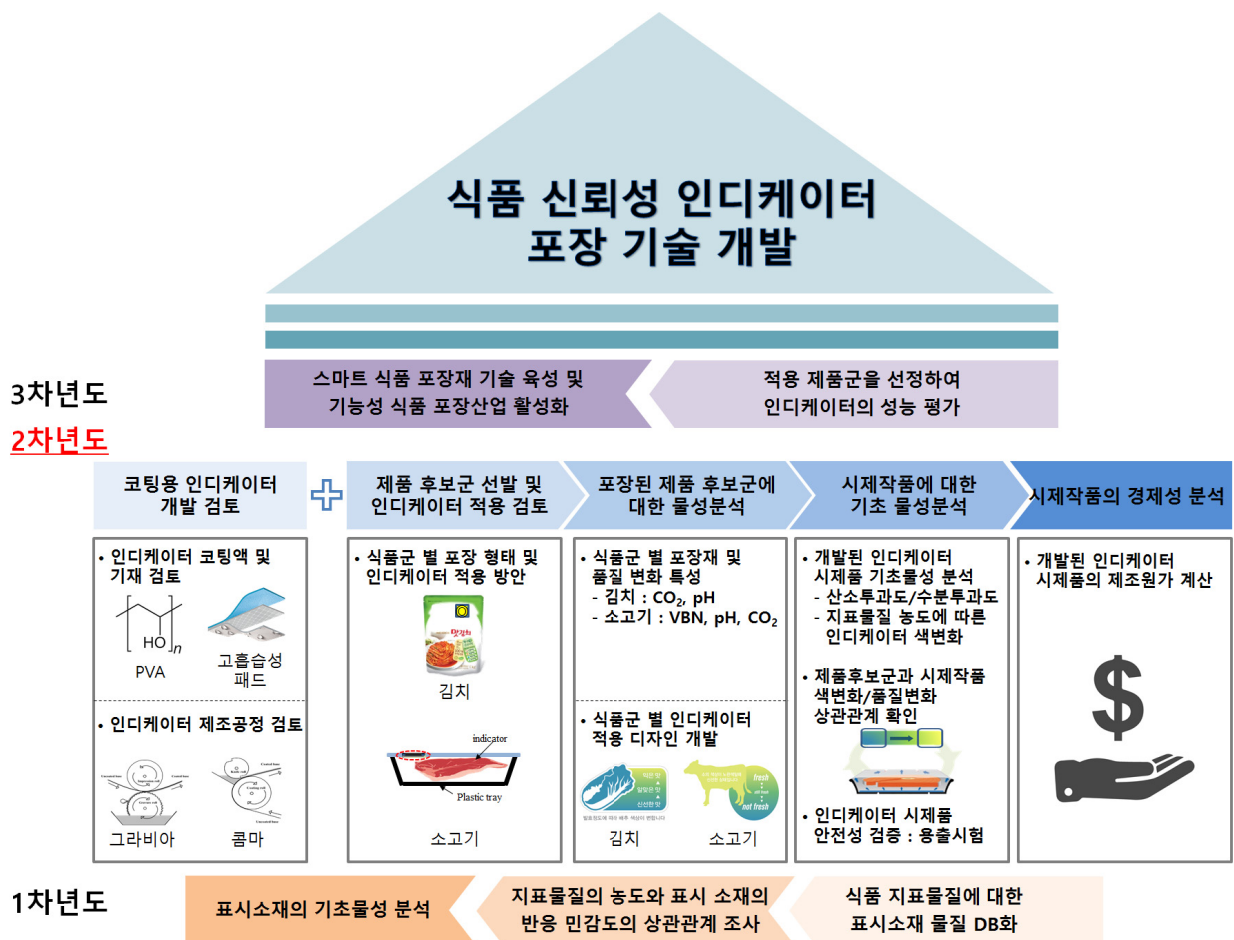 식품 신뢰성 인디케이터
포장 기술 개발
3차년도
스마트 식품 포장재 기술 육성 및
기능성 식품 포장산업 활성화
적용 제품군을 선정하여
인디케이터의 성능 평가
2차년도
코팅용 인디케이터
개발 검토
제품 후보군 선발 및
인디케이터 적용 검토
포장된 제품 후보군에
대한 물성분석
시제작품에 대한
기초 물성분석
시제작품의 경제성 분석
• 인디케이터 코팅액 및
기재 검토
HO
n
PVA
고흡습성
패드
• 인디케이터 제조공정 검토
그라비아
콤마
• 식품군 별 포장 형태 및
인디케이터 적용 방안
맛김치
김치
indicator
Plastic tray
소고기
• 식품군 별 포장재 및
품질 변화 특성
- 김치 : CO₂, pH
- 소고기 : VBN, pH, CO₂
• 식품군 별 인디케이터
적용 디자인 개발
익은 맛
알맞은 맛
신선한 맛
김치
fresh
not fresh
소고기
• 개발된 인디케이터
시제품 기초물성 분석
- 산소투과도/수분투과도
- 지표물질 농도에 따른
인디케이터 색변화
• 제품후보군과 시제작품
색변화/품질변화
상관관계 확인
• 인디케이터 시제품
안전성 검증 : 용출시험
• 개발된 인디케이터
시제품의 제조원가 계산
$
1차년도
표시소재의 기초물성 분석
지표물질의 농도와 표시 소재의
반응 민감도의 상관관계 조사
식품 지표물질에 대한
표시소재 물질 DB화